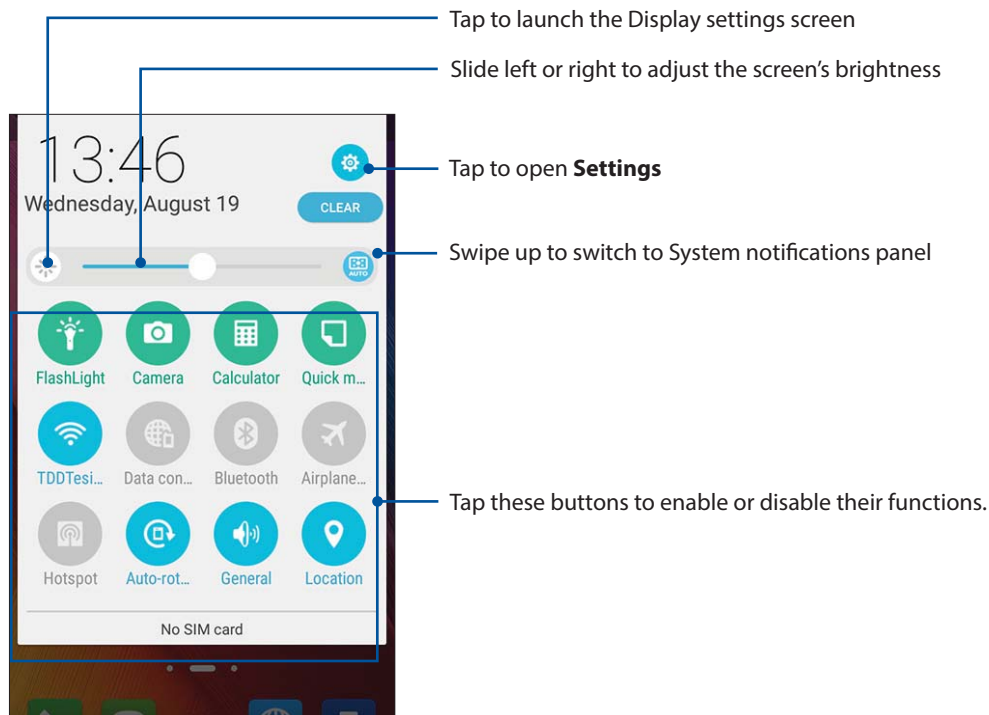 Tap to launch the Display settings screen
Slide left or right to adjust the screen's brightness
13:46
Tap to open Settings
Wednesday, August 19
CLEAR
Swipe up to switch to System notifications panel
AUTO
FlashLight Camera Calculator Quick m...
TDDTesi... Data con... Bluetooth Airplane...
Tap these buttons to enable or disable their functions.
Hotspot Auto-rot... General Location
No SIM card